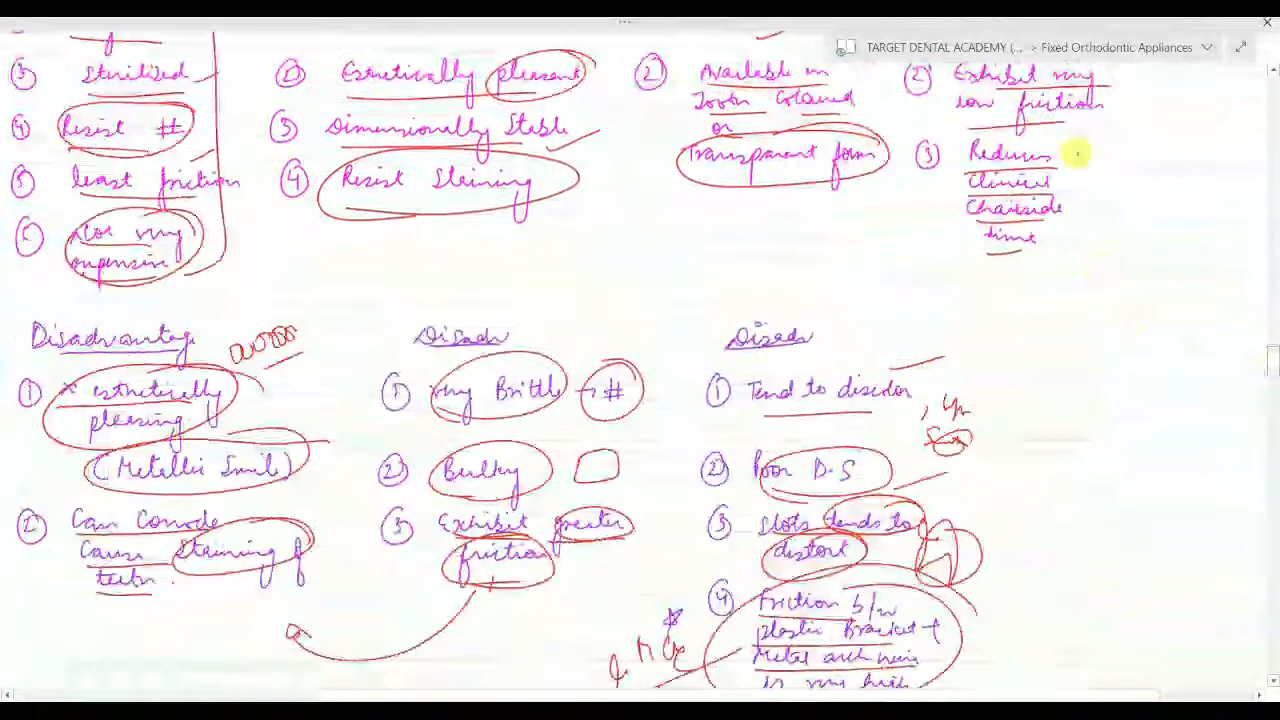 TARGET DENTAL ACADEMY (... > Fixed Orthodontic Appliances
③ Sterilised
④ Resist #
⑤ least friction
⑥ Not very
expensive
② Esthetically pleasant
③ Dimensionally Stable
④ Resist Staining
② Available in
Tooth Coloured
or
Transparent form
② Exhibit very
low friction
③ Reduces
Clinical
Chairside
time
Disadvantage
① × esthetically
pleasing
(Metallic Smile)
② Can Corrode
Cause Staining of
teeth.
Disadv
① Very Brittle → #
② Bulky
③ Exhibit greater
friction
Disadv
① Tend to discolor
② Poor D.S
③ Slots tends to
distort
④ Friction b/w
plastic Bracket +
Metal arch wire
is very high